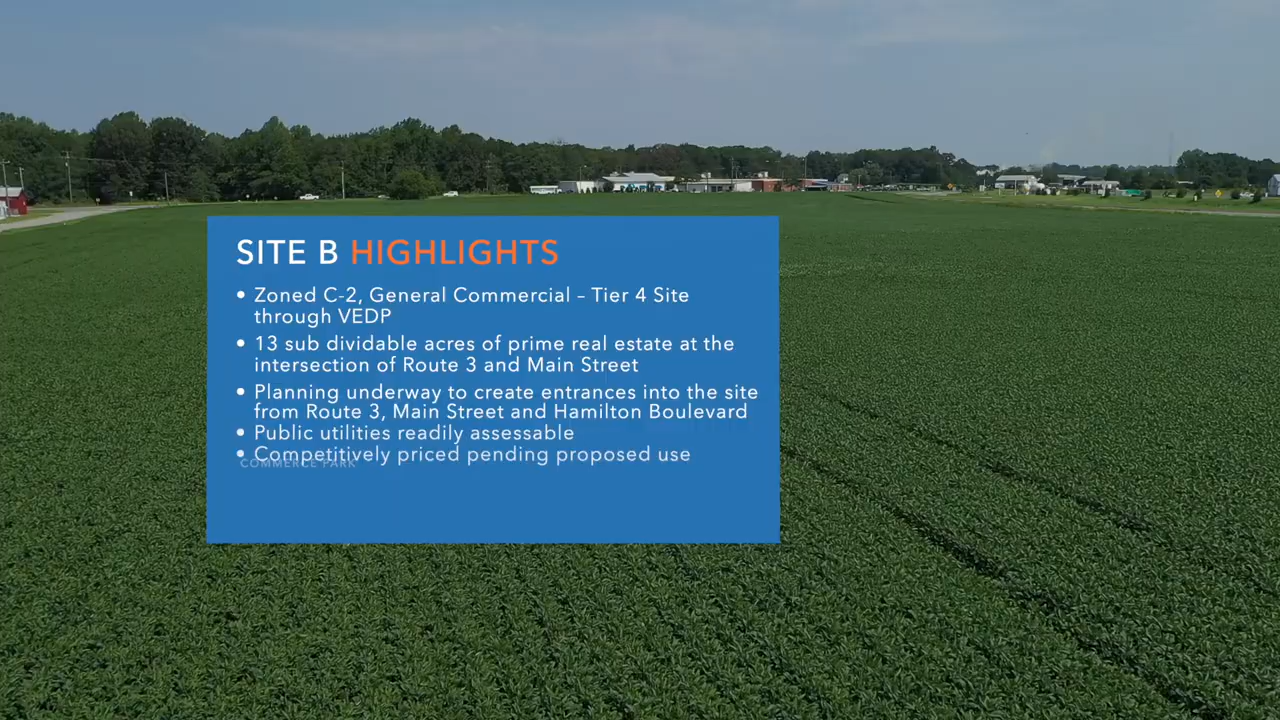 SITE B HIGHLIGHTS
• Zoned C-2, General Commercial – Tier 4 Site
through VEDP
• 13 sub dividable acres of prime real estate at the
intersection of Route 3 and Main Street
• Planning underway to create entrances into the site
from Route 3, Main Street and Hamilton Boulevard
• Public utilities readily assessable
• Competitively priced pending proposed use
COMMERCE PARK